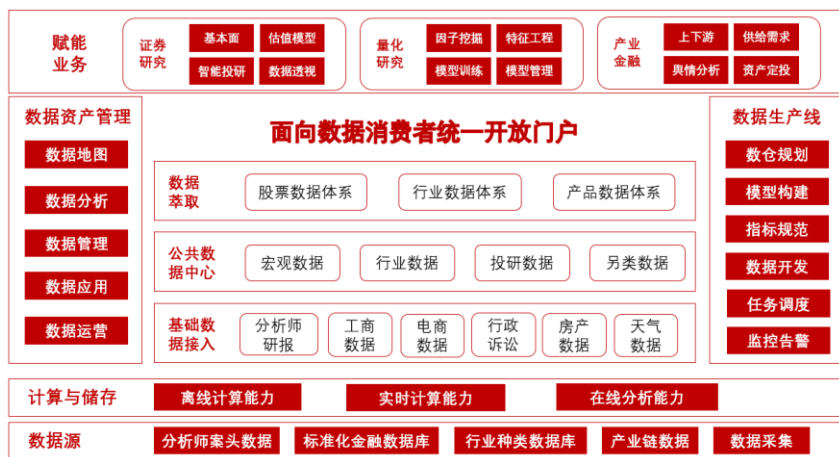 赋能
业务
证券
研究
基本面
估值模型
智能投研
数据透视
量化
研究
因子挖掘
特征工程
模型训练
模型管理
产业
金融
上下游
供给需求
舆情分析
资产定投
数据资产管理
数据地图
数据分析
数据管理
数据应用
数据运营
面向数据消费者统一开放门户
数据
萃取
股票数据体系
行业数据体系
产品数据体系
公共数
据中心
宏观数据
行业数据
投研数据
另类数据
基础数
据接入
分析师
研报
工商
数据
电商
数据
行政
诉讼
房产
数据
天气
数据
数据生产线
数仓规划
模型构建
指标规范
数据开发
任务调度
监控告警
计算与储存
离线计算能力
实时计算能力
在线分析能力
数据源
分析师案头数据
标准化金融数据库
行业种类数据库
产业链数据
数据采集